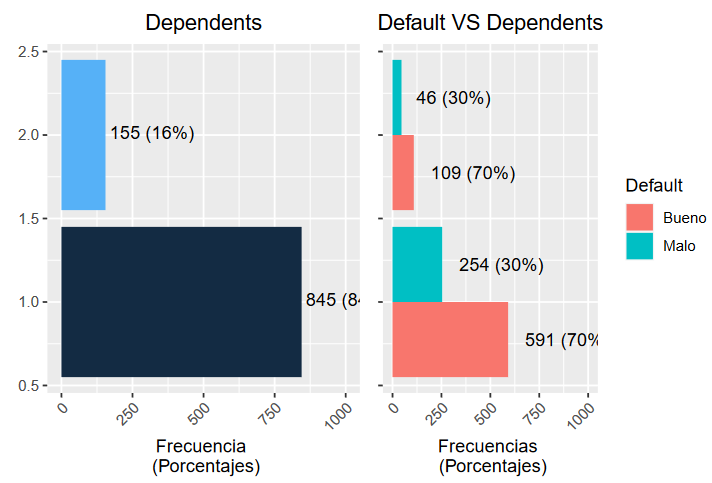 Dependents
2.5
2.0
1.5
1.0
0.5
155 (16%)
845 (84
0
250
500
750
1000
Frecuencia
(Porcentajes)
Default VS Dependents
46 (30%)
109 (70%)
254 (30%)
591 (70%
0
250
500
750
1000
Frecuencias
(Porcentajes)
Default
Bueno
Malo